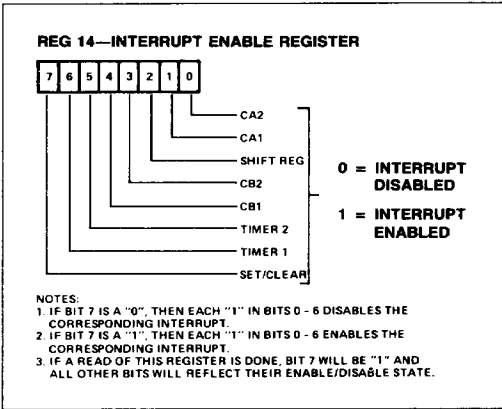 REG 14—INTERRUPT ENABLE REGISTER
7 6 5 4 3 2 1 0
CA2
CA1
SHIFT REG
CB2
CB1
TIMER 2
TIMER 1
SET/CLEAR
0 = INTERRUPT
DISABLED
1 = INTERRUPT
ENABLED
NOTES:
1. IF BIT 7 IS A "0", THEN EACH "1" IN BITS 0 - 6 DISABLES THE
CORRESPONDING INTERRUPT.
2. IF BIT 7 IS A "1", THEN EACH "1" IN BITS 0 - 6 ENABLES THE
CORRESPONDING INTERRUPT.
3. IF A READ OF THIS REGISTER IS DONE, BIT 7 WILL BE "1" AND
ALL OTHER BITS WILL REFLECT THEIR ENABLE/DISABLE STATE.